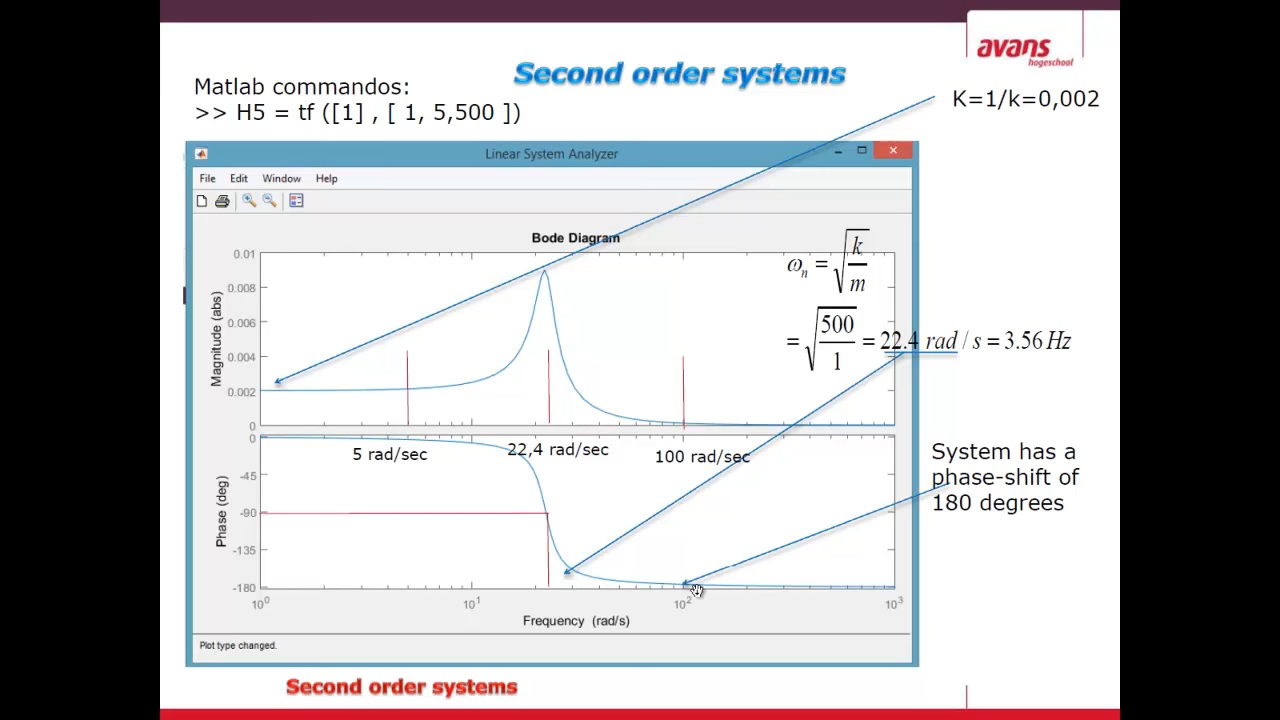 avans
hogeschool
Second order systems
Matlab commandos:
>> H5 = tf ([1] , [ 1, 5,500 ])
K=1/k=0,002
Linear System Analyzer
File Edit Window Help
Bode Diagram
Magnitude (abs)
0.01
0.008
0.006
0.004
0.002
0
ωn = √k/m
= √500/1 = 22.4 rad / s = 3.56 Hz
5 rad/sec
22,4 rad/sec
100 rad/sec
System has a
phase-shift of
180 degrees
Phase (deg)
0
-45
-90
-135
-180
10^0 10^1 10^2 10^3
Frequency (rad/s)
Plot type changed.
Second order systems